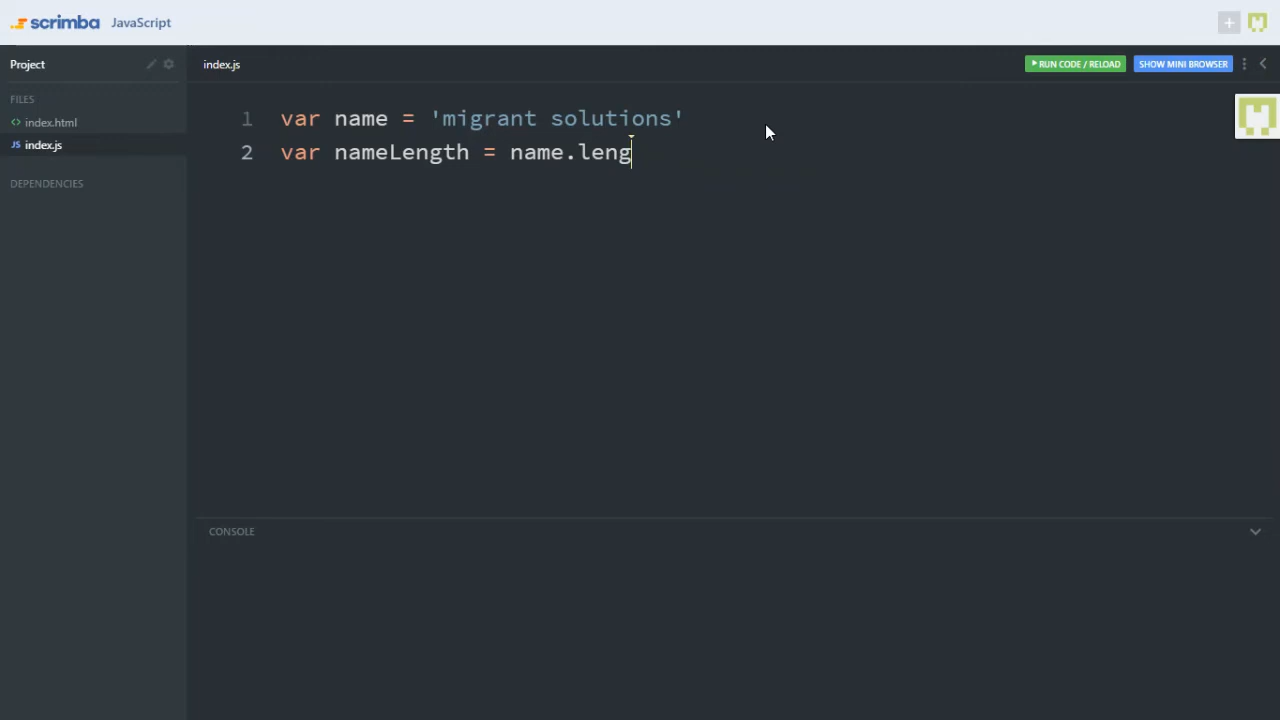 scrimba JavaScript
Project
index.js
RUN CODE / RELOAD
SHOW MINI BROWSER
FILES
<> index.html
JS index.js
DEPENDENCIES
1 var name = 'migrant solutions'
2 var nameLength = name.leng
CONSOLE